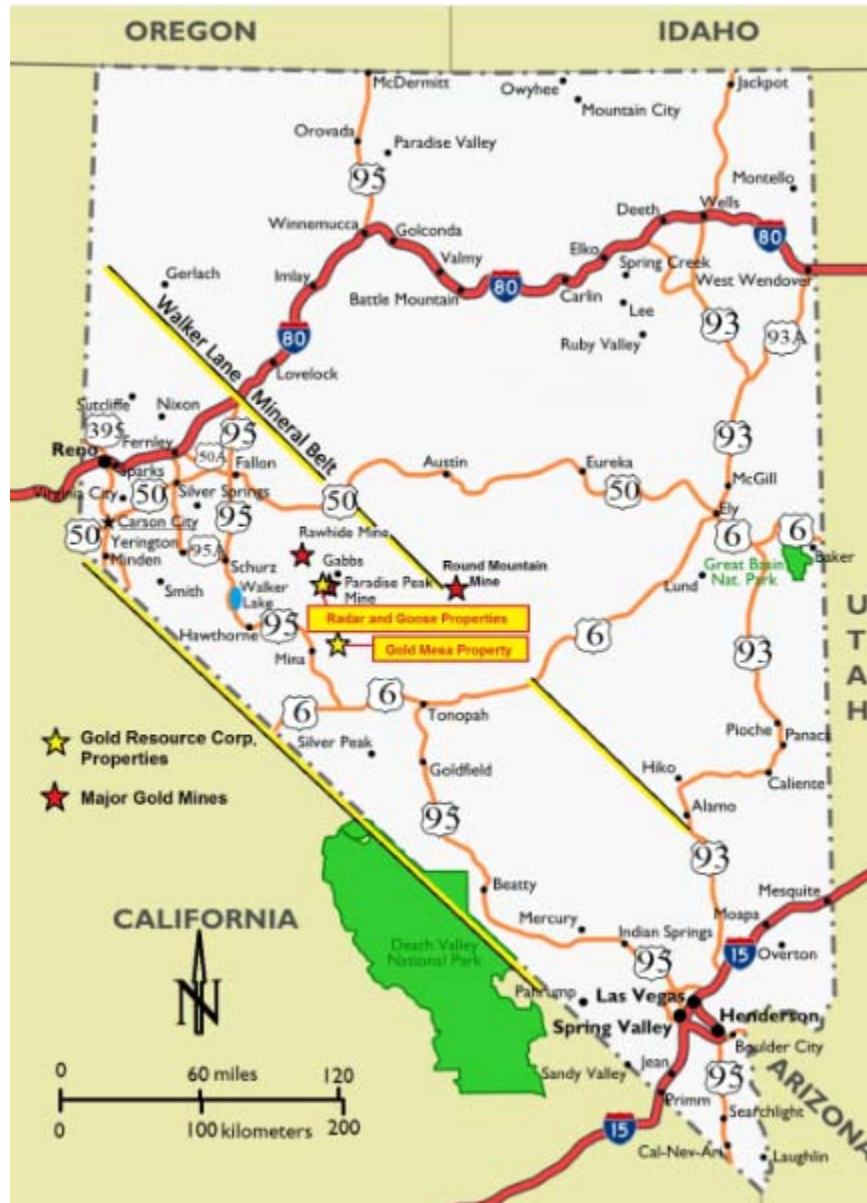 OREGON
IDAHO
McDermitt
Owyhee
Jackpot
Mountain City
Orovada
Paradise Valley
95
Montello
Deeth
Wells
Winnemucca
Golconda
80
Elko
Valmy
Spring Creek
West Wendover
Gerlach
Imlay
Battle Mountain
80
Carlin
Lee
93
93A
Ruby Valley
80
Walker Lane Mineral Belt
Lovelock
Sutcliffe
Nixon
395
95
Fernley
93
Reno
Sparks
50A
Fallon
Austin
Eureka
McGill
Virginia City
50
Silver Springs
50
50
Ely
Carson City
95
6
6
50
Rawhide Mine
Baker
Yerington
95A
Schurz
Gabbs
Round Mountain
Mine
Great Basin
Nat. Park
Minden
Paradise Peak
Mine
Lund
Smith
Walker
Lake
Radar and Goose Properties
UTAH
Hawthorne
95
6
Gold Mesa Property
93
Mina
6
6
Tonopah
Pioche
Panaca
Gold Resource Corp,
Properties
Silver Peak
Goldfield
Hiko
Caliente
Major Gold Mines
Alamo
95
93
Beatty
Mesquite
CALIFORNIA
Mercury
Moapa
Indian Springs
Death Valley
National Park
95
15
Overton
N
Pahrump
Las Vegas
Spring Valley
Henderson
Boulder City
0
60 miles
120
Sandy Valley
Jean
ARIZONA
95
Primm
Searchlight
0
100 kilometers
200
15
Cal-Nev-Ari
Laughlin